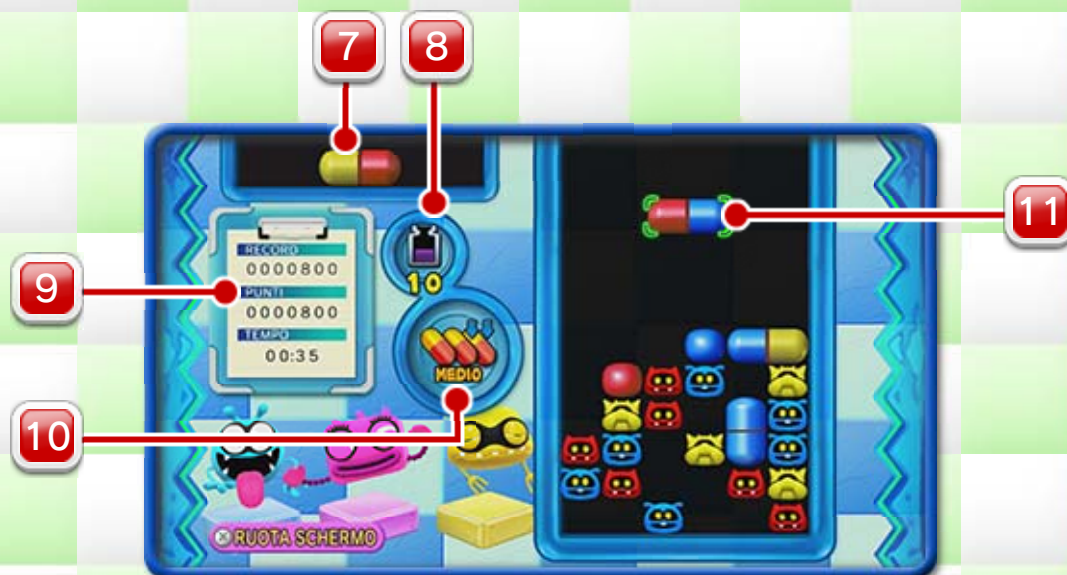 7
8
9
10
11
RECORD
0000800
PUNTI
0000800
TEMPO
00:35
10
MEDIO
X RUOTA SCHERMO